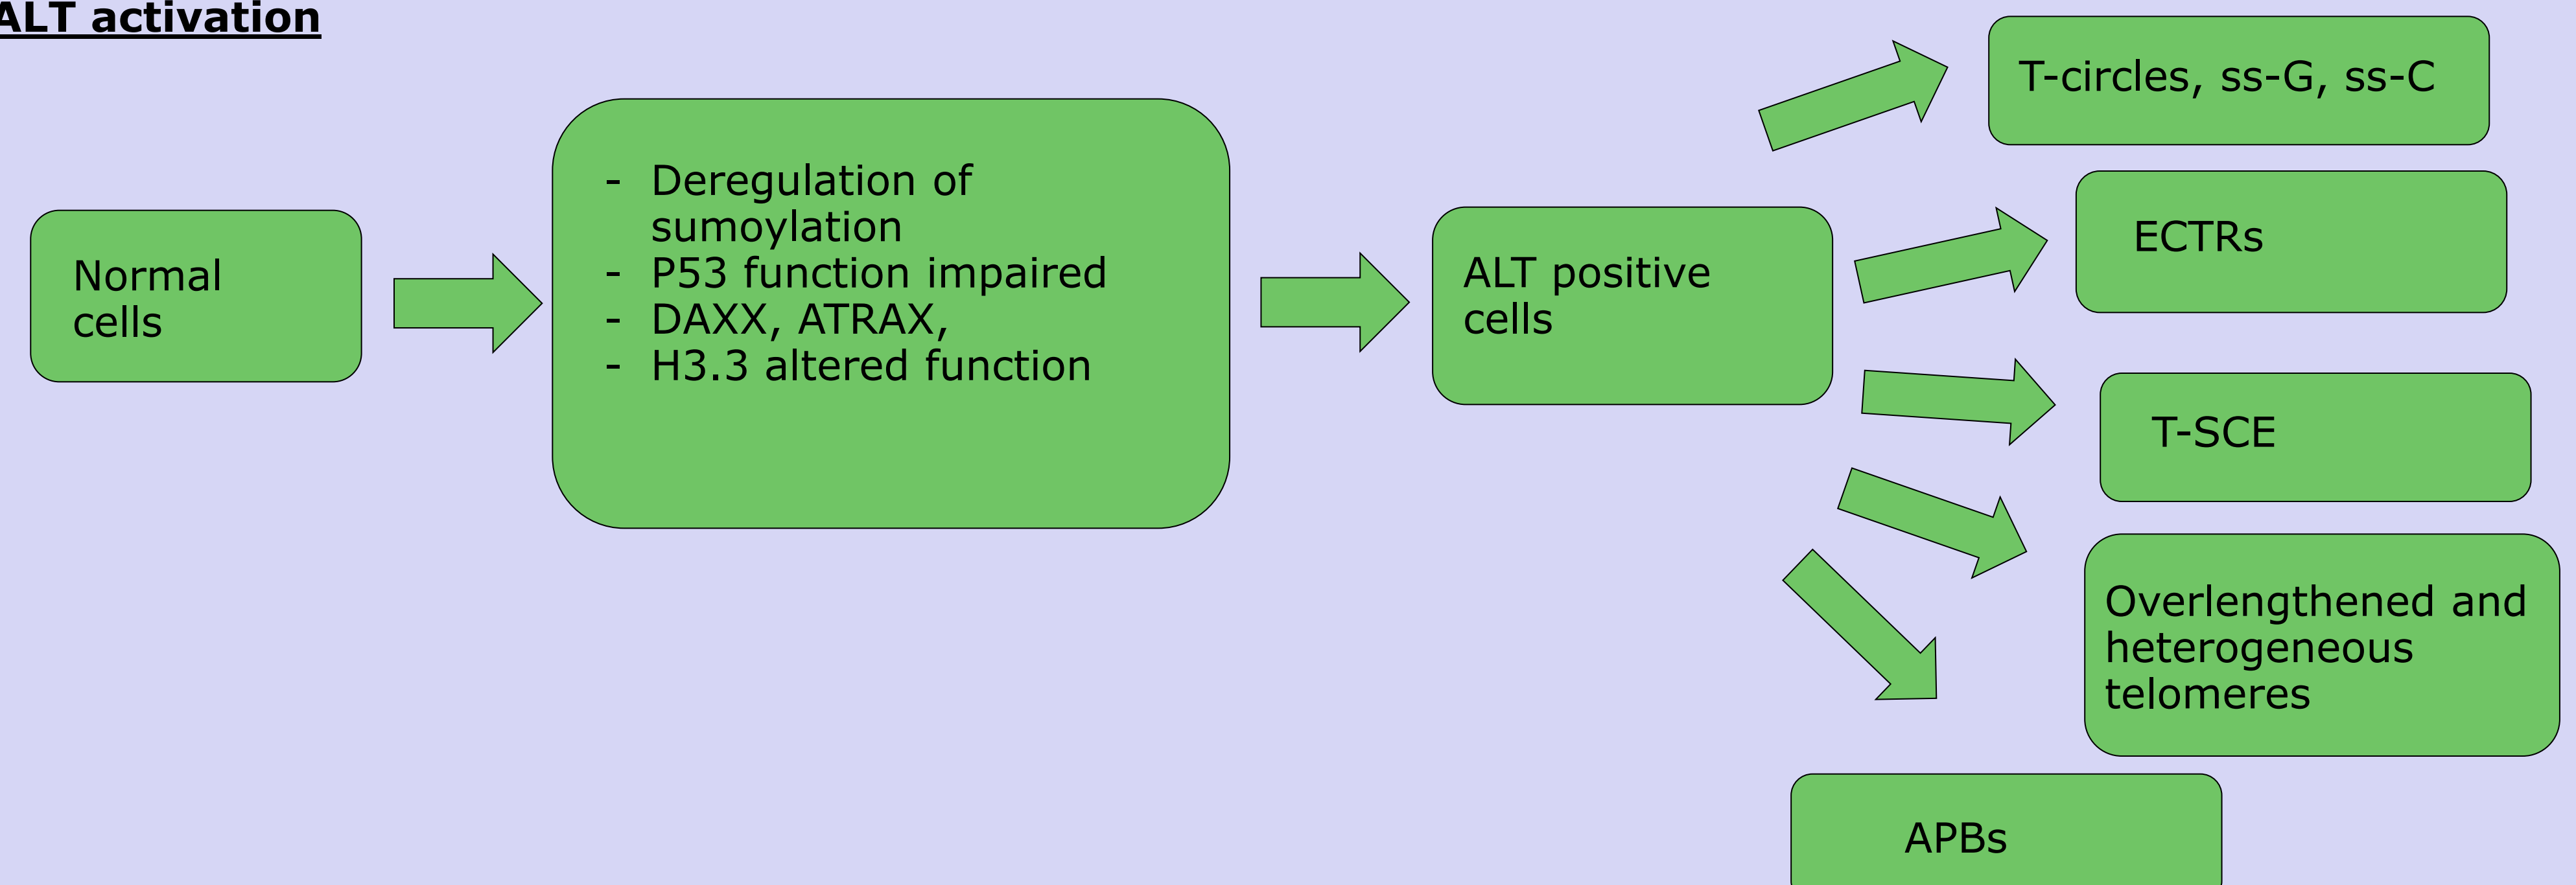 ALT activation
Normal
cells
- Deregulation of
sumoylation
- P53 function impaired
- DAXX, ATRAX,
- H3.3 altered function
ALT positive
cells
T-circles, ss-G, ss-C
ECTRs
T-SCE
Overlengthened and
heterogeneous
telomeres
APBs